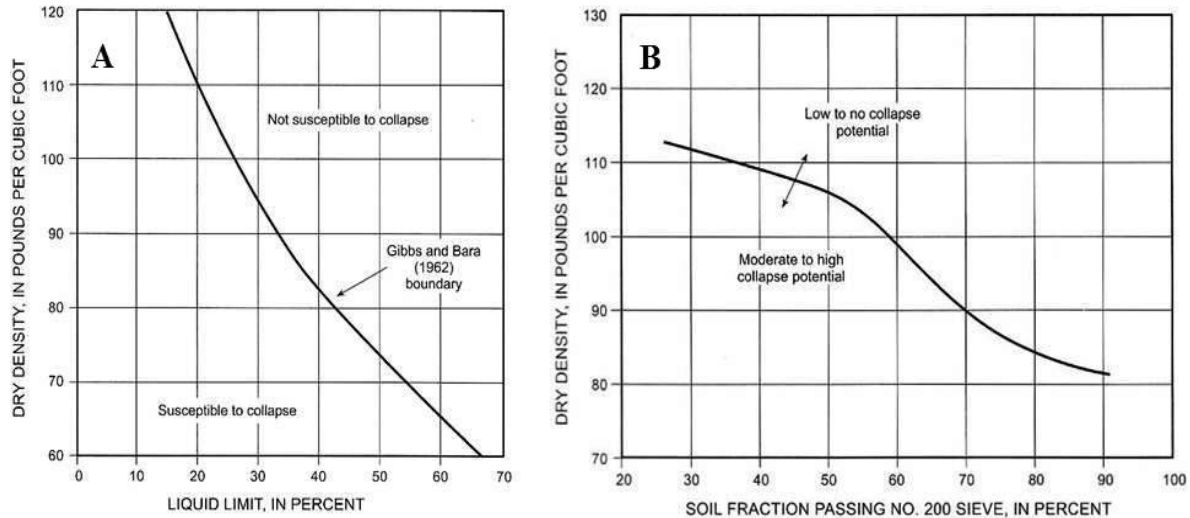 A
DRY DENSITY, IN POUNDS PER CUBIC FOOT
120
110
100
90
80
70
60
Not susceptible to collapse
Gibbs and Bara
(1962)
boundary
Susceptible to collapse
0 10 20 30 40 50 60 70
LIQUID LIMIT, IN PERCENT
B
DRY DENSITY, IN POUNDS PER CUBIC FOOT
130
120
110
100
90
80
70
Low to no collapse
potential
Moderate to high
collapse potential
20 30 40 50 60 70 80 90 100
SOIL FRACTION PASSING NO. 200 SIEVE, IN PERCENT